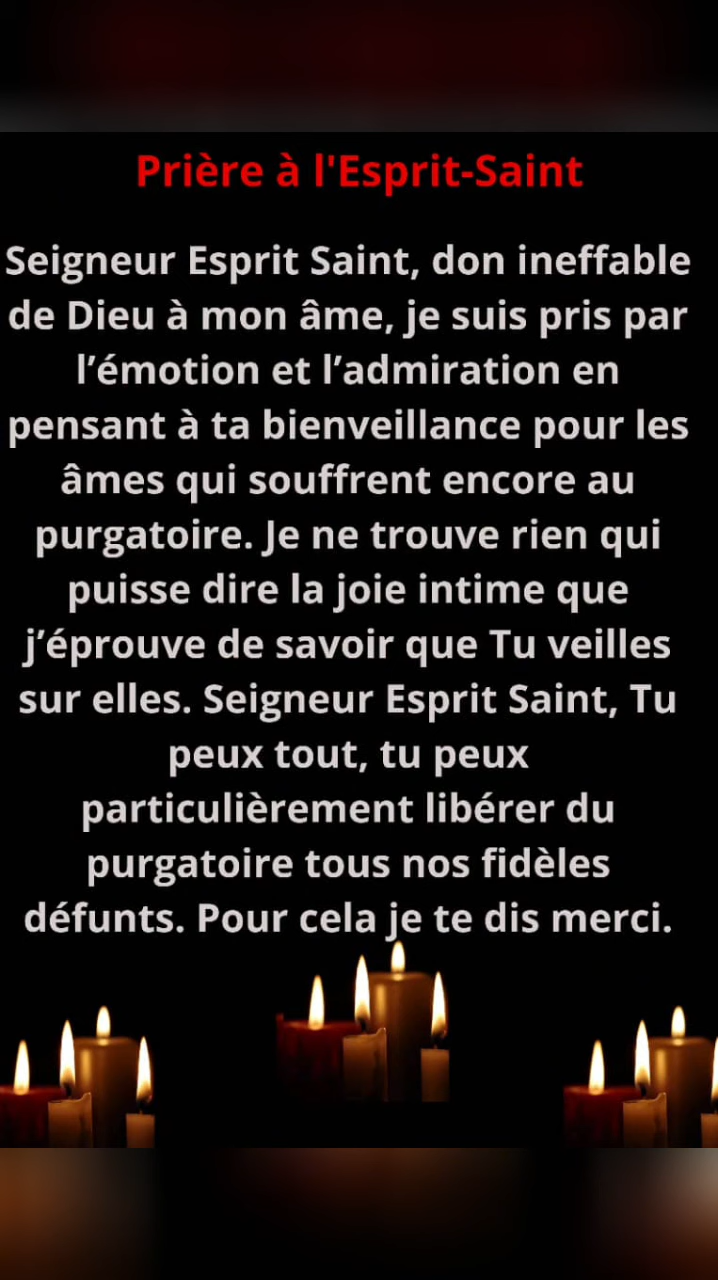 Prière à l'Esprit-Saint
Seigneur Esprit Saint, don ineffable
de Dieu à mon âme, je suis pris par
l’émotion et l’admiration en
pensant à ta bienveillance pour les
âmes qui souffrent encore au
purgatoire. Je ne trouve rien qui
puisse dire la joie intime que
j’éprouve de savoir que Tu veilles
sur elles. Seigneur Esprit Saint, Tu
peux tout, tu peux
particulièrement libérer du
purgatoire tous nos fidèles
défunts. Pour cela je te dis merci.